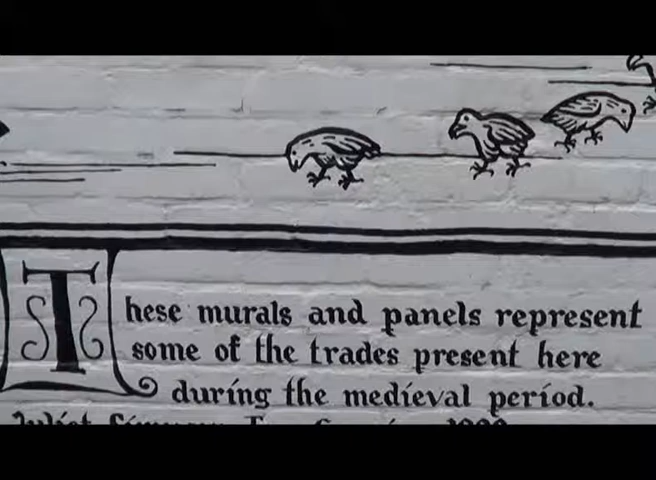 These murals and panels represent
some of the trades present here
during the medieval period.